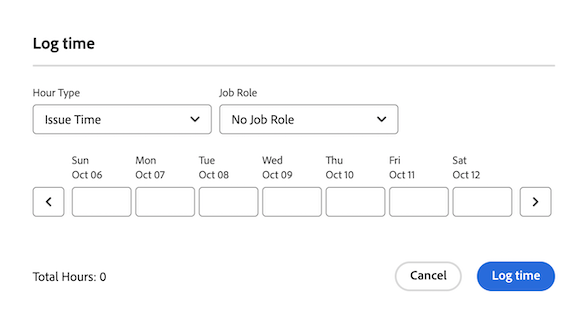 Log time
Hour Type Job Role
Issue Time No Job Role
Sun Mon Tue Wed Thu Fri Sat
Oct 06 Oct 07 Oct 08 Oct 09 Oct 10 Oct 11 Oct 12
Total Hours: 0 Cancel Log time